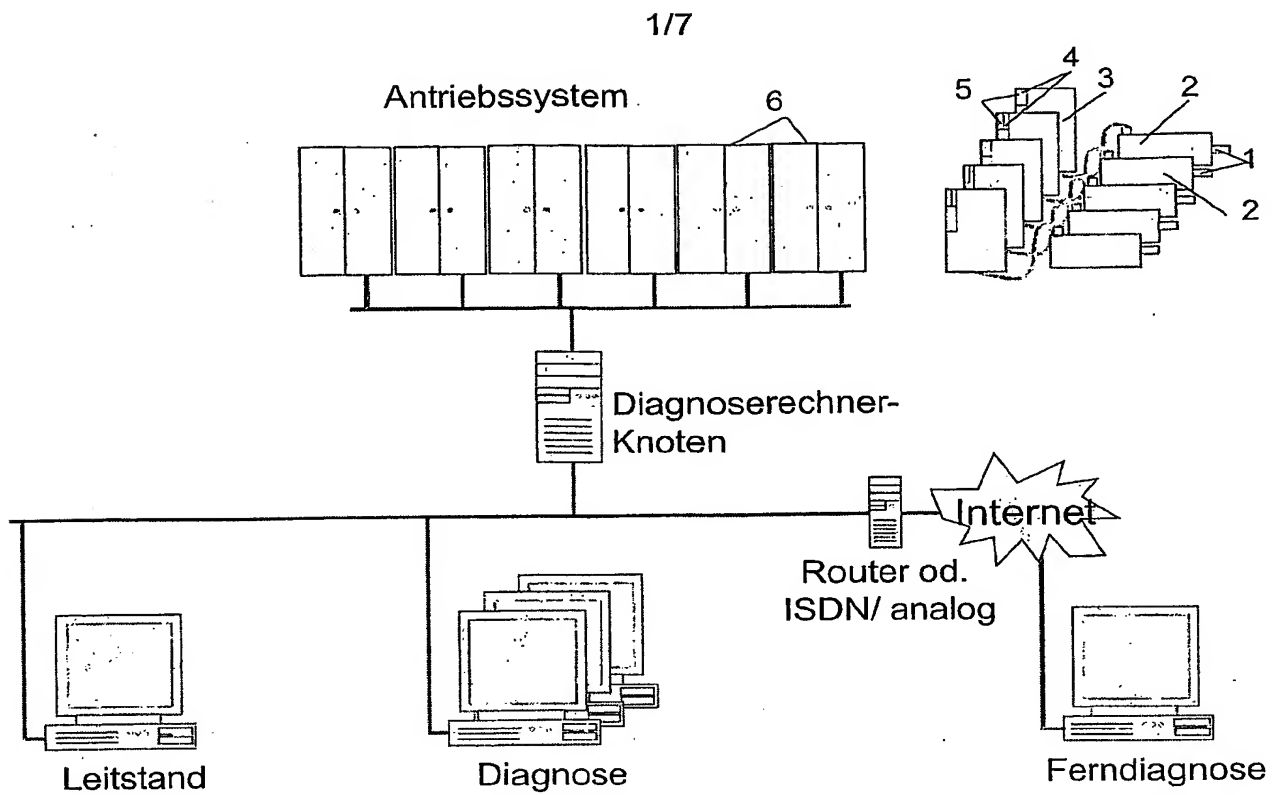 1/7
Antriebssystem
6
5
4
3
2
1
2
Diagnoserechner-
Knoten
Internet
Router od.
ISDN/ analog
Leitstand
Diagnose
Ferndiagnose